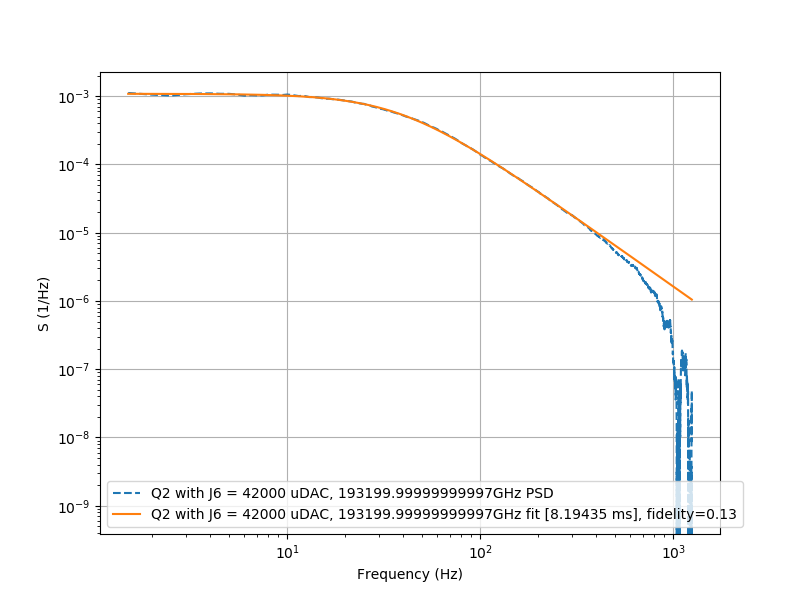 10⁻³
10⁻⁴
10⁻⁵
10⁻⁶
10⁻⁷
10⁻⁸
10⁻⁹
S (1/Hz)
Q2 with J6 = 42000 uDAC, 193199.99999999997GHz PSD
Q2 with J6 = 42000 uDAC, 193199.99999999997GHz fit [8.19435 ms], fidelity=0.13
10¹ 10² 10³
Frequency (Hz)